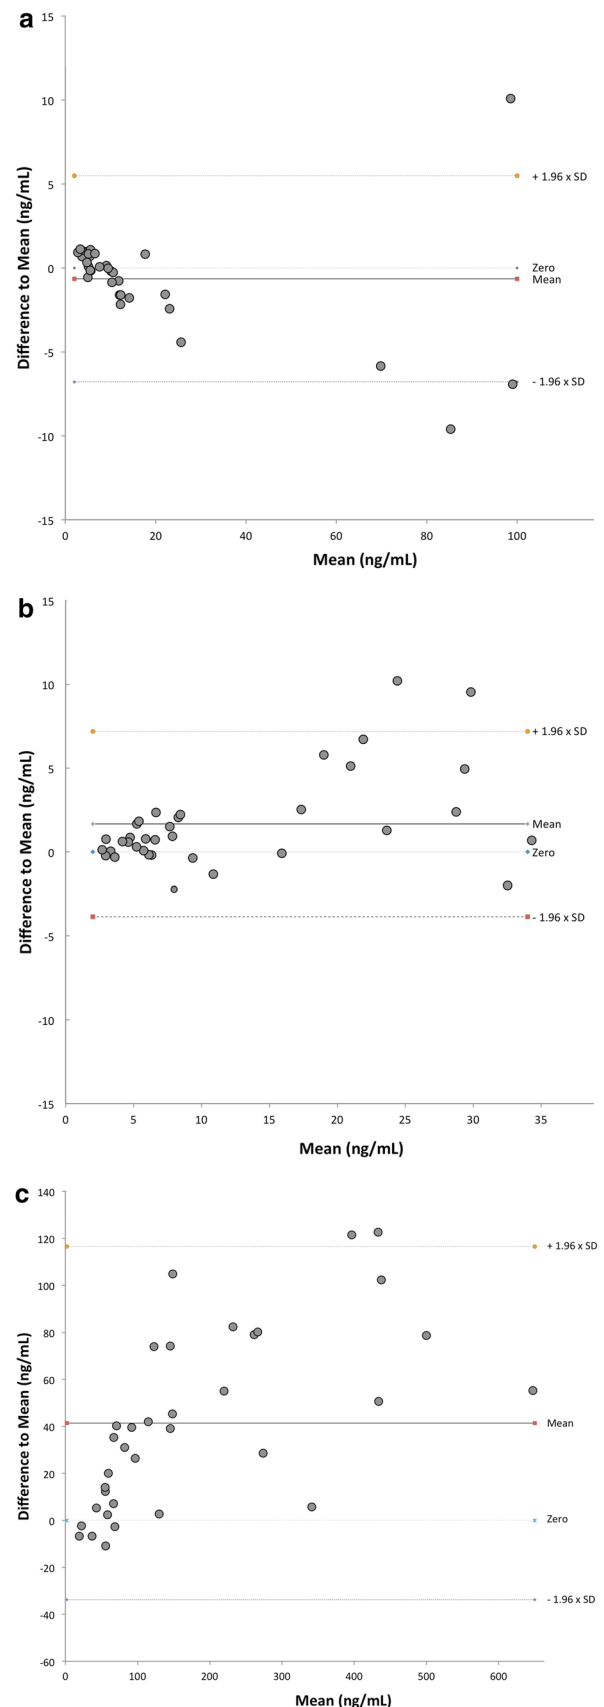 a
15
10
5
0
-5
-10
-15
Difference to Mean (ng/mL)
+ 1.96 x SD
Zero
Mean
- 1.96 x SD
0 20 40 60 80 100
Mean (ng/mL)
b
15
10
5
0
-5
-10
-15
Difference to Mean (ng/mL)
+ 1.96 x SD
Mean
Zero
- 1.96 x SD
0 5 10 15 20 25 30 35
Mean (ng/mL)
c
140
120
100
80
60
40
20
0
-20
-40
-60
Difference to Mean (ng/mL)
+ 1.96 x SD
Mean
Zero
- 1.96 x SD
0 100 200 300 400 500 600
Mean (ng/mL)